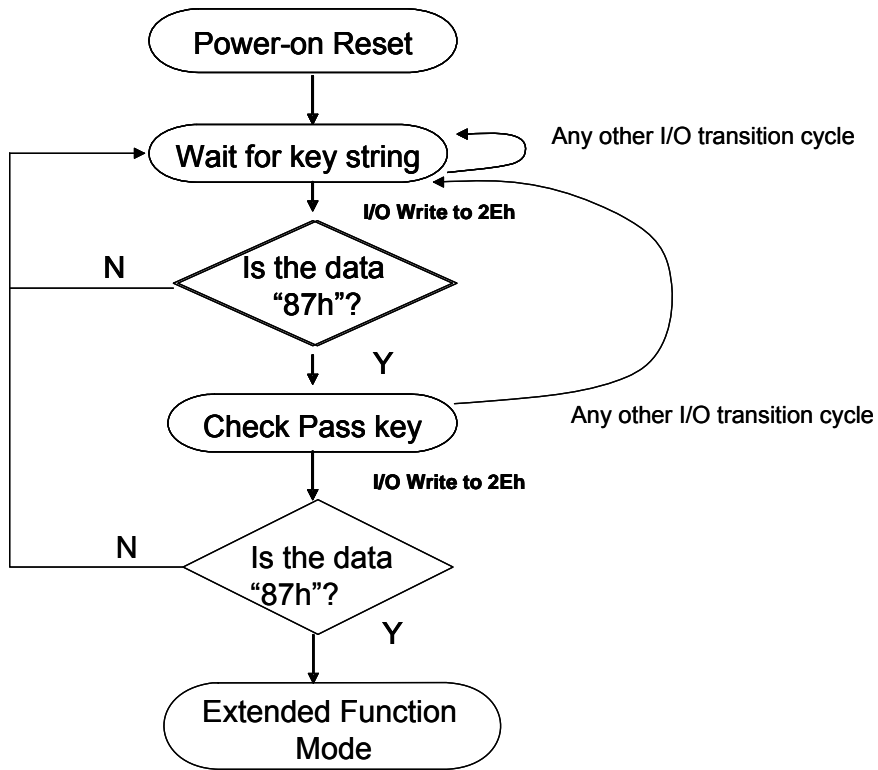 Power-on Reset
Any other I/O transition cycle
Wait for key string
I/O Write to 2Eh
N
Is the data
“87h”?
Y
Check Pass key
Any other I/O transition cycle
I/O Write to 2Eh
N
Is the data
“87h”?
Y
Extended Function
Mode